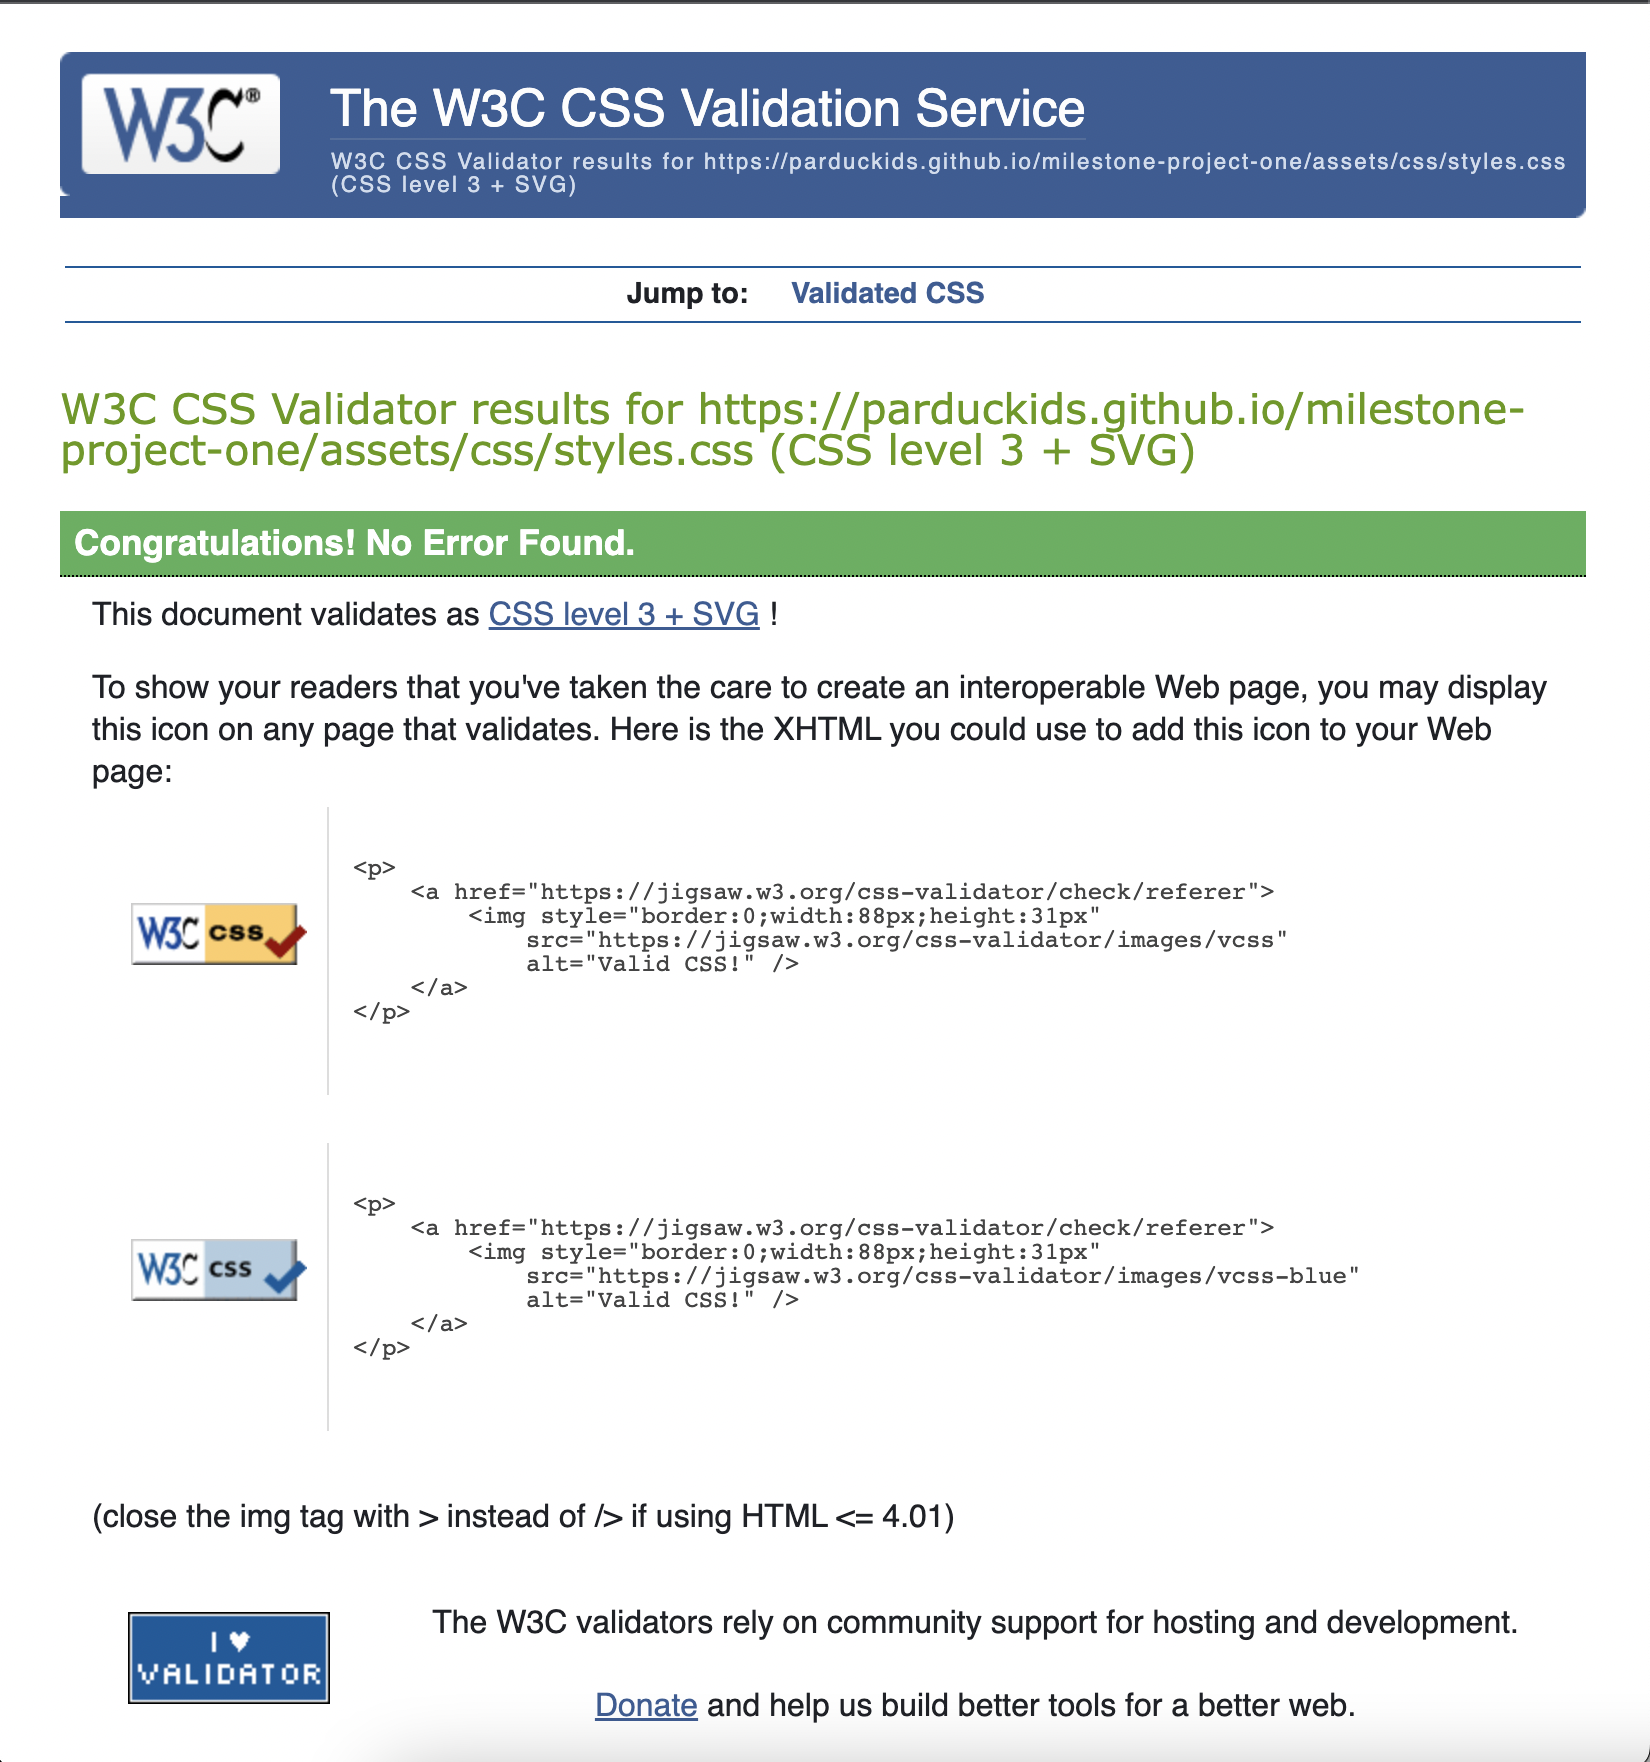 W3C®
The W3C CSS Validation Service
W3C CSS Validator results for https://parduckids.github.io/milestone-project-one/assets/css/styles.css
(CSS level 3 + SVG)
Jump to: Validated CSS
W3C CSS Validator results for https://parduckids.github.io/milestone-
project-one/assets/css/styles.css (CSS level 3 + SVG)
Congratulations! No Error Found.
This document validates as CSS level 3 + SVG !
To show your readers that you've taken the care to create an interoperable Web page, you may display
this icon on any page that validates. Here is the XHTML you could use to add this icon to your Web
page:
W3C css
<p>
    <a href="https://jigsaw.w3.org/css-validator/check/referer">
        <img style="border:0;width:88px;height:31px"
            src="https://jigsaw.w3.org/css-validator/images/vcss"
            alt="Valid CSS!" />
    </a>
</p>
W3C css
<p>
    <a href="https://jigsaw.w3.org/css-validator/check/referer">
        <img style="border:0;width:88px;height:31px"
            src="https://jigsaw.w3.org/css-validator/images/vcss-blue"
            alt="Valid CSS!" />
    </a>
</p>
(close the img tag with > instead of /> if using HTML <= 4.01)
I ♥
VALIDATOR
The W3C validators rely on community support for hosting and development.
Donate and help us build better tools for a better web.